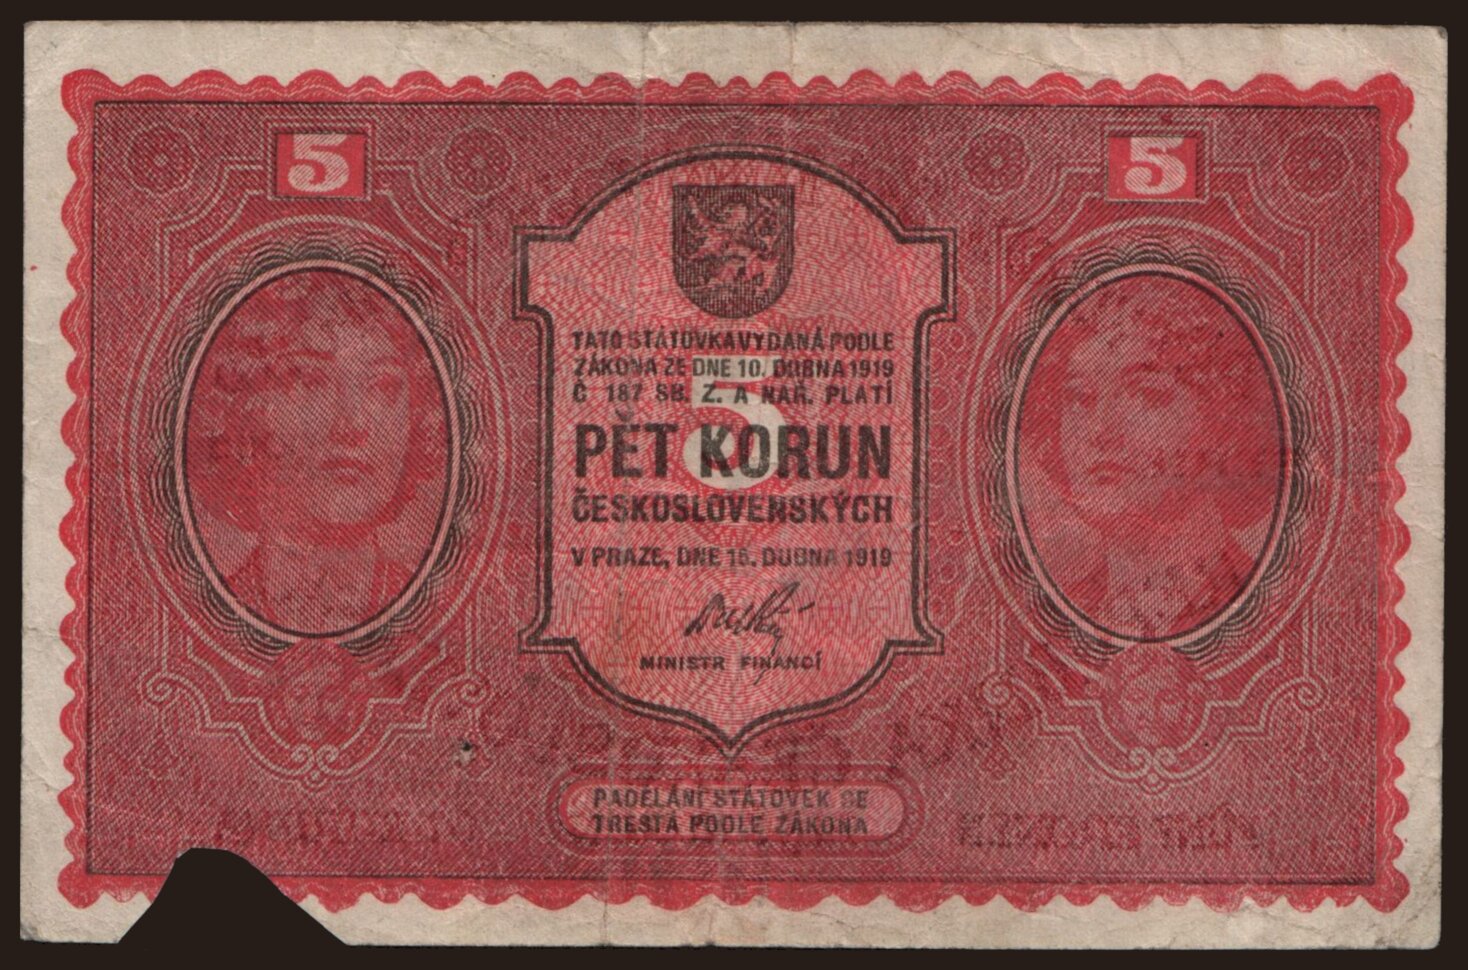 5 5
TATO STÁTOVKA VYDANÁ PODLE
ZÁKONA ZE DNE 10. DUBNA 1919
Č 187 SB. Z. A NAŘ. PLATÍ
5
PĚT KORUN
ČESKOSLOVENSKÝCH
V PRAZE, DNE 15. DUBNA 1919
MINISTR FINANCÍ
PADĚLÁNÍ STÁTOVEK SE
TRESTÁ PODLE ZÁKONA